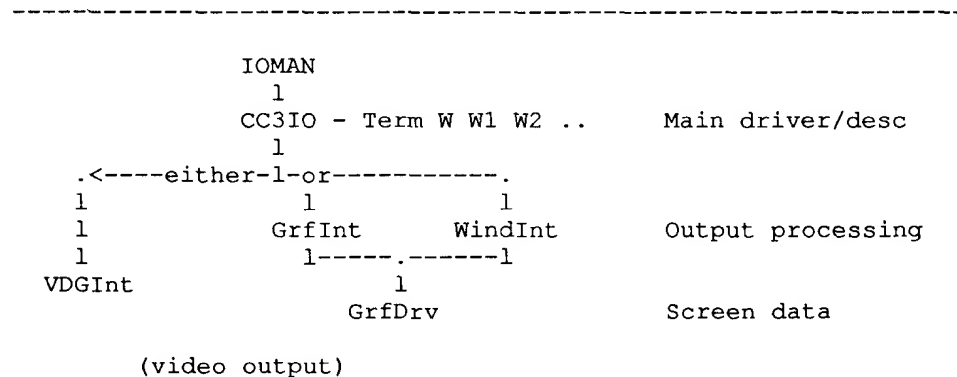 ------------------------------------------------------------------
IOMAN
l
CC3IO - Term W W1 W2 ..     Main driver/desc
l
.<----either-l-or-----------.
l               l            l
l             GrfInt      WindInt        Output processing
l               l-----.------l
VDGInt                l
GrfDrv                Screen data
(video output)